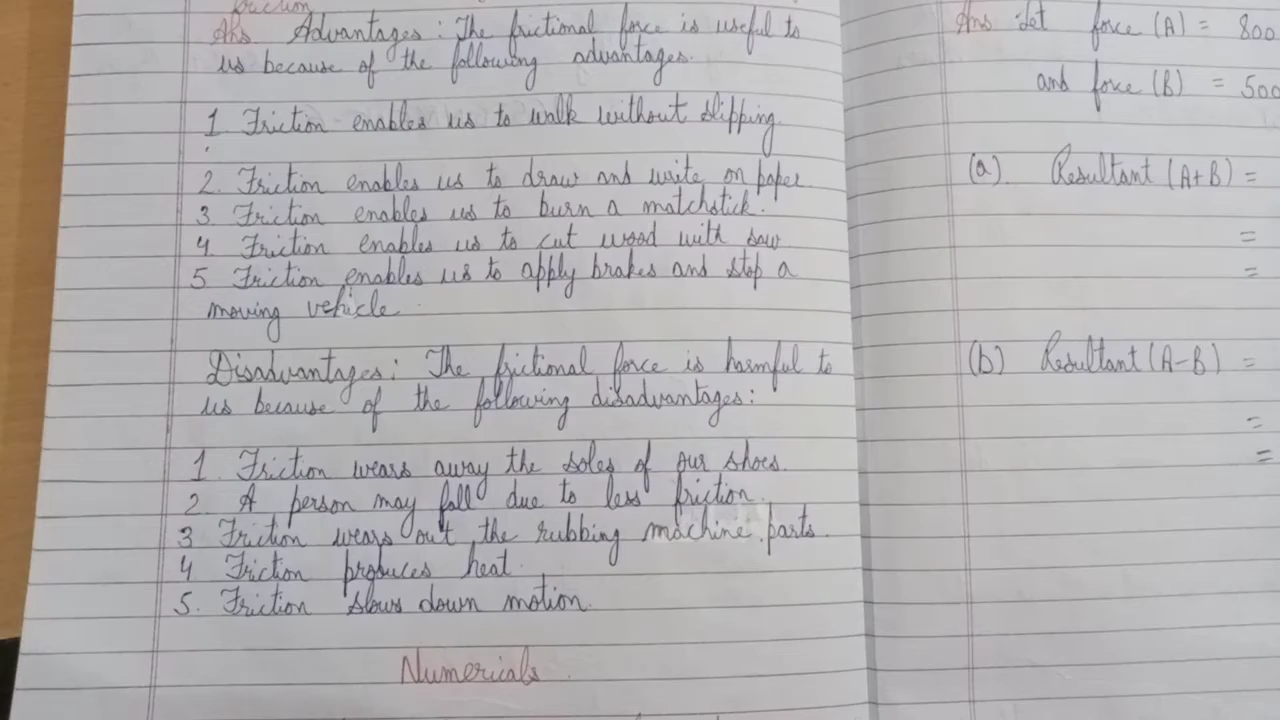 friction
Ans Advantages: The frictional force is useful to
us because of the following advantages.
1. Friction enables us to walk without slipping.
2. Friction enables us to draw and write on paper.
3 Friction enables us to burn a matchstick.
4. Friction enables us to cut wood with saw
5 Friction enables us to apply brakes and stop a
moving vehicle.
Disadvantages: The frictional force is harmful to
us because of the following disadvantages:
1. Friction wears away the soles of our shoes.
2. A person may fall due to less friction.
3 Friction wears out the rubbing machine parts.
4 Friction produces heat.
5. Friction slows down motion.
Numericals
Ans Let force (A) = 800
and force (B) = 500
(a) Resultant (A+B) =
=
=
(b) Resultant (A-B) =
=
=